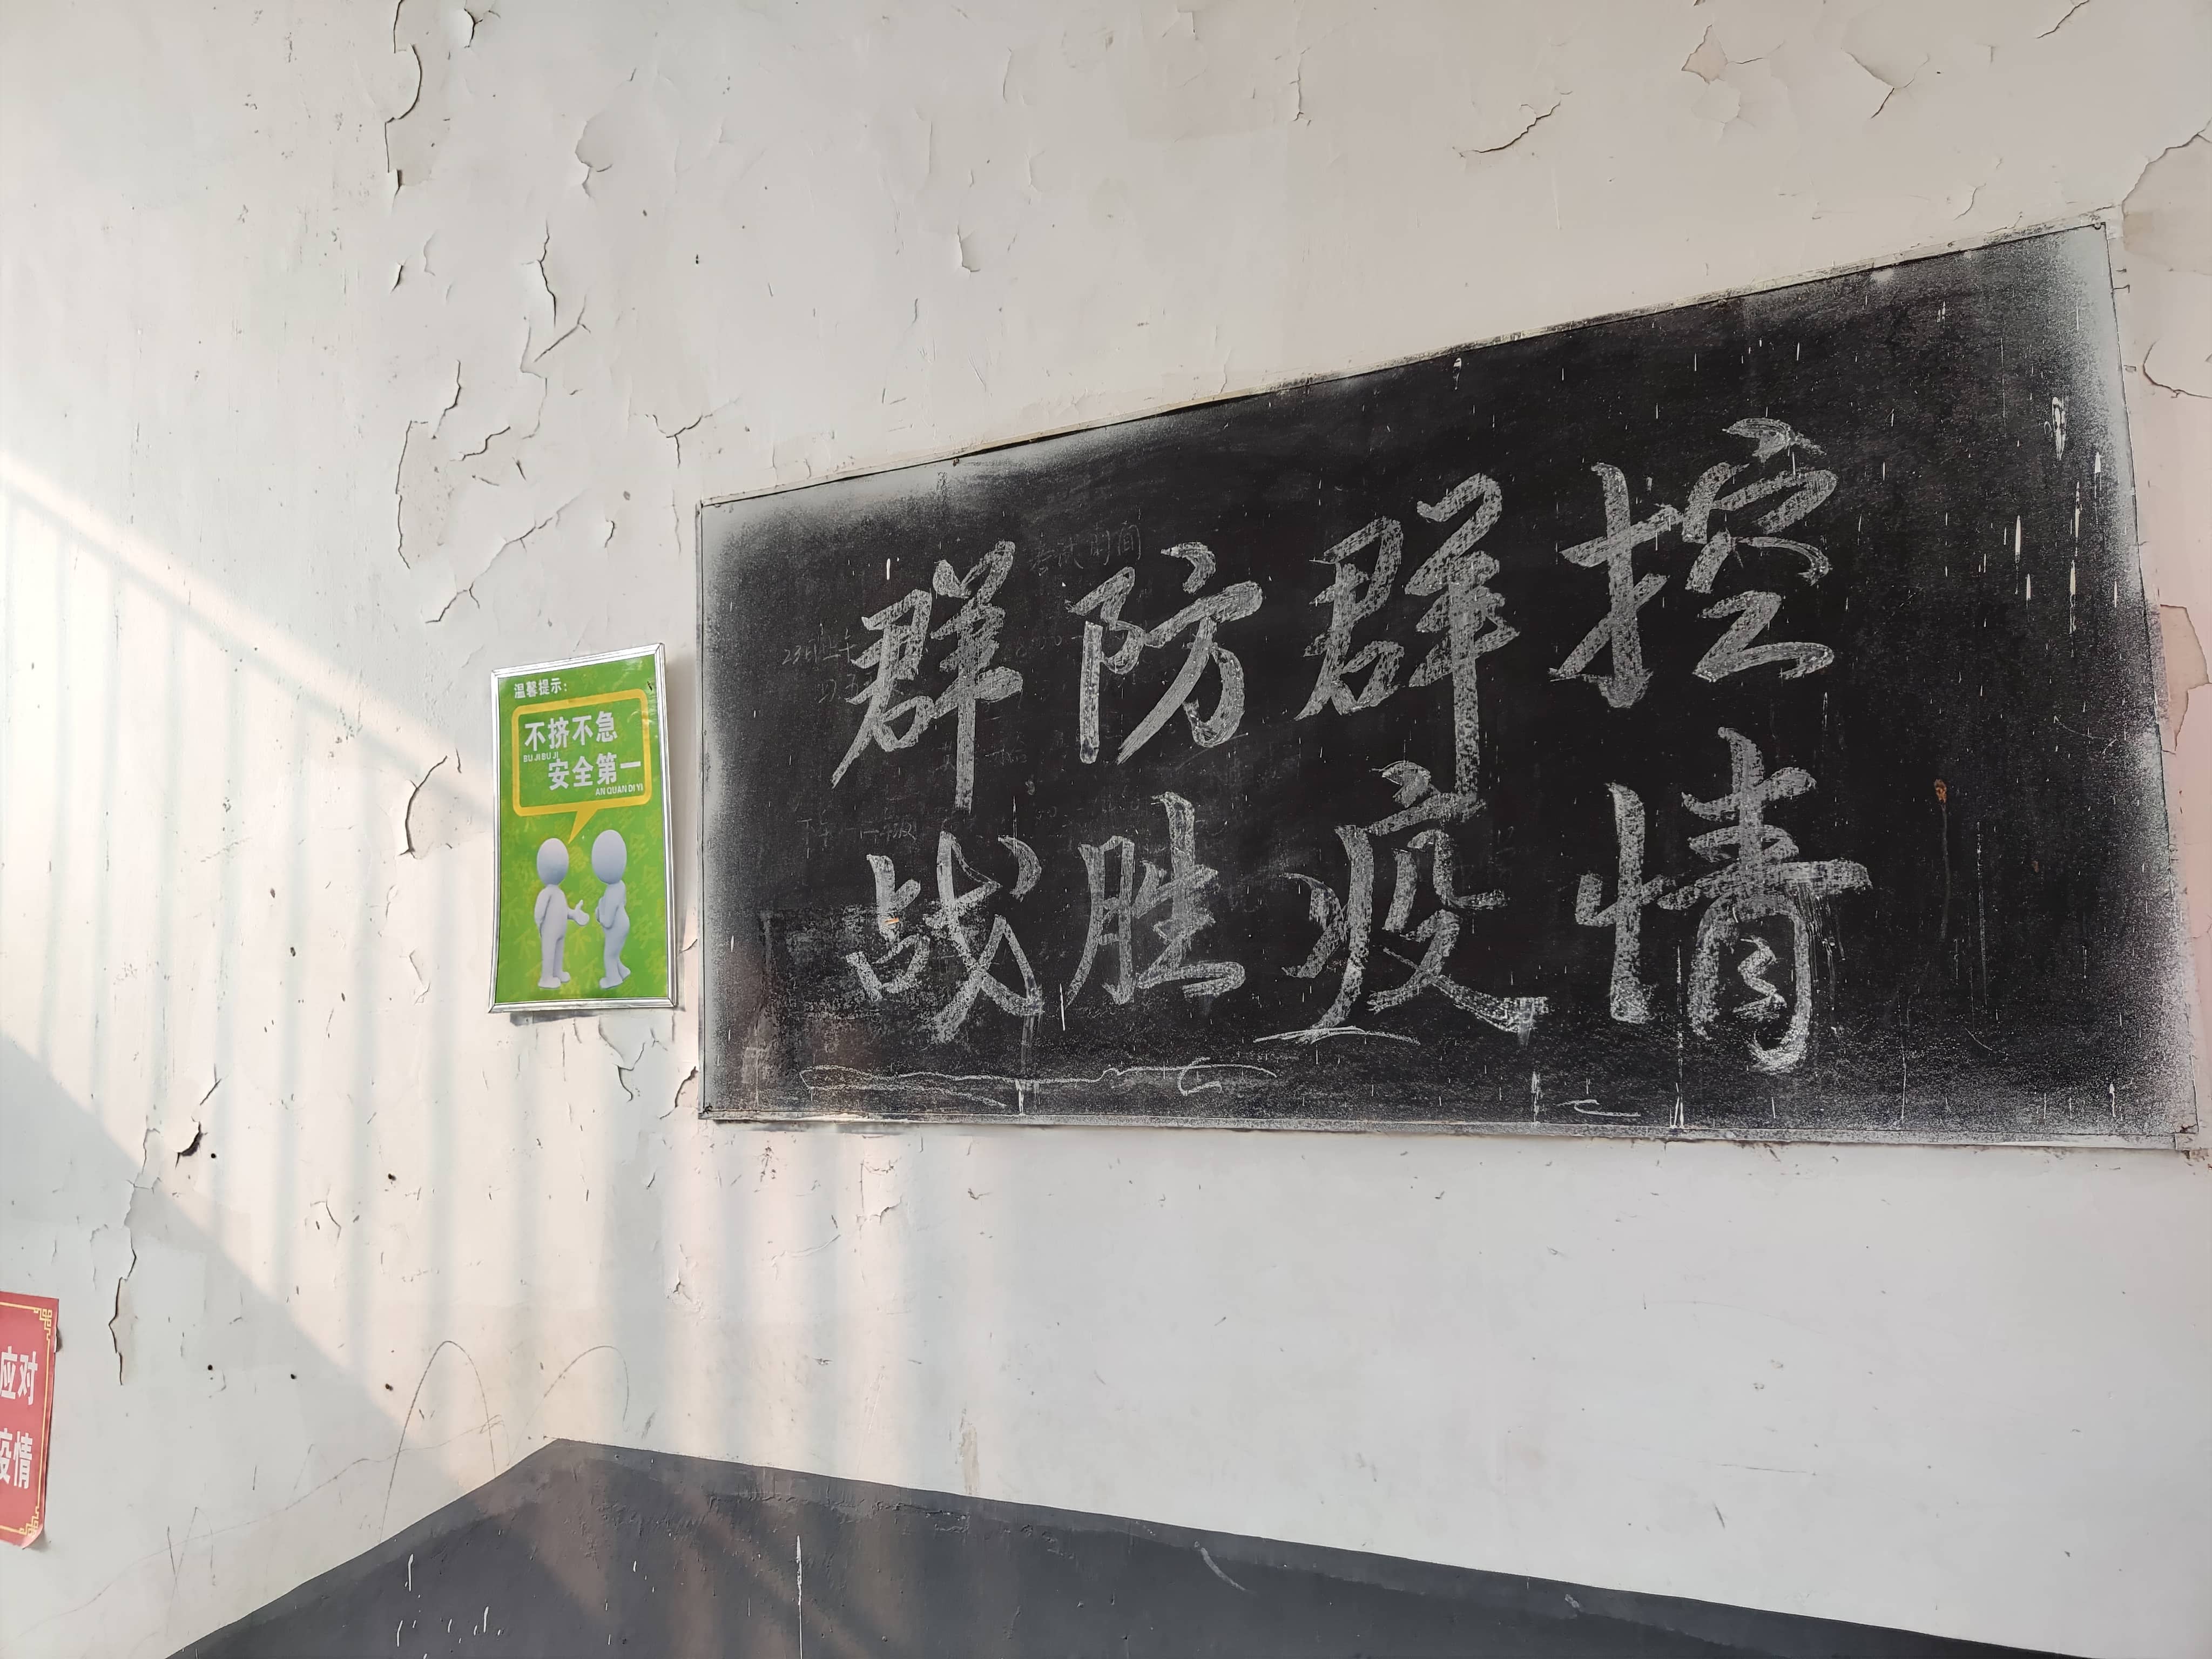 群防群控
战胜疫情
温馨提示:
不挤不急
BU JI BU JI
安全第一
AN QUAN DI YI
应对
疫情